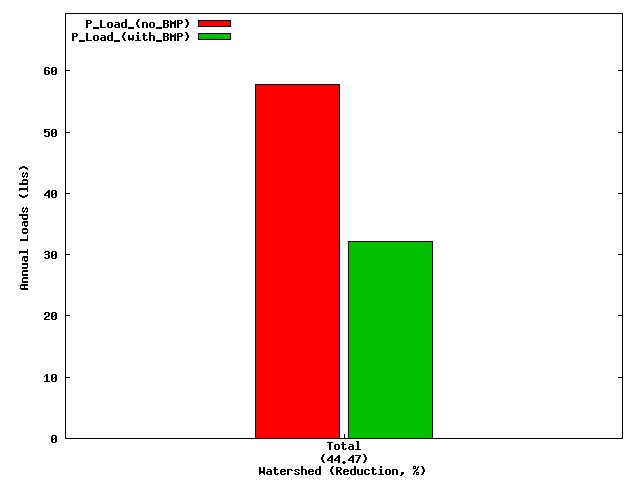 P_Load_(no_BMP)
P_Load_(with_BMP)
60
50
40
30
20
10
0
Annual Loads (lbs)
Total
(44.47)
Watershed (Reduction, %)